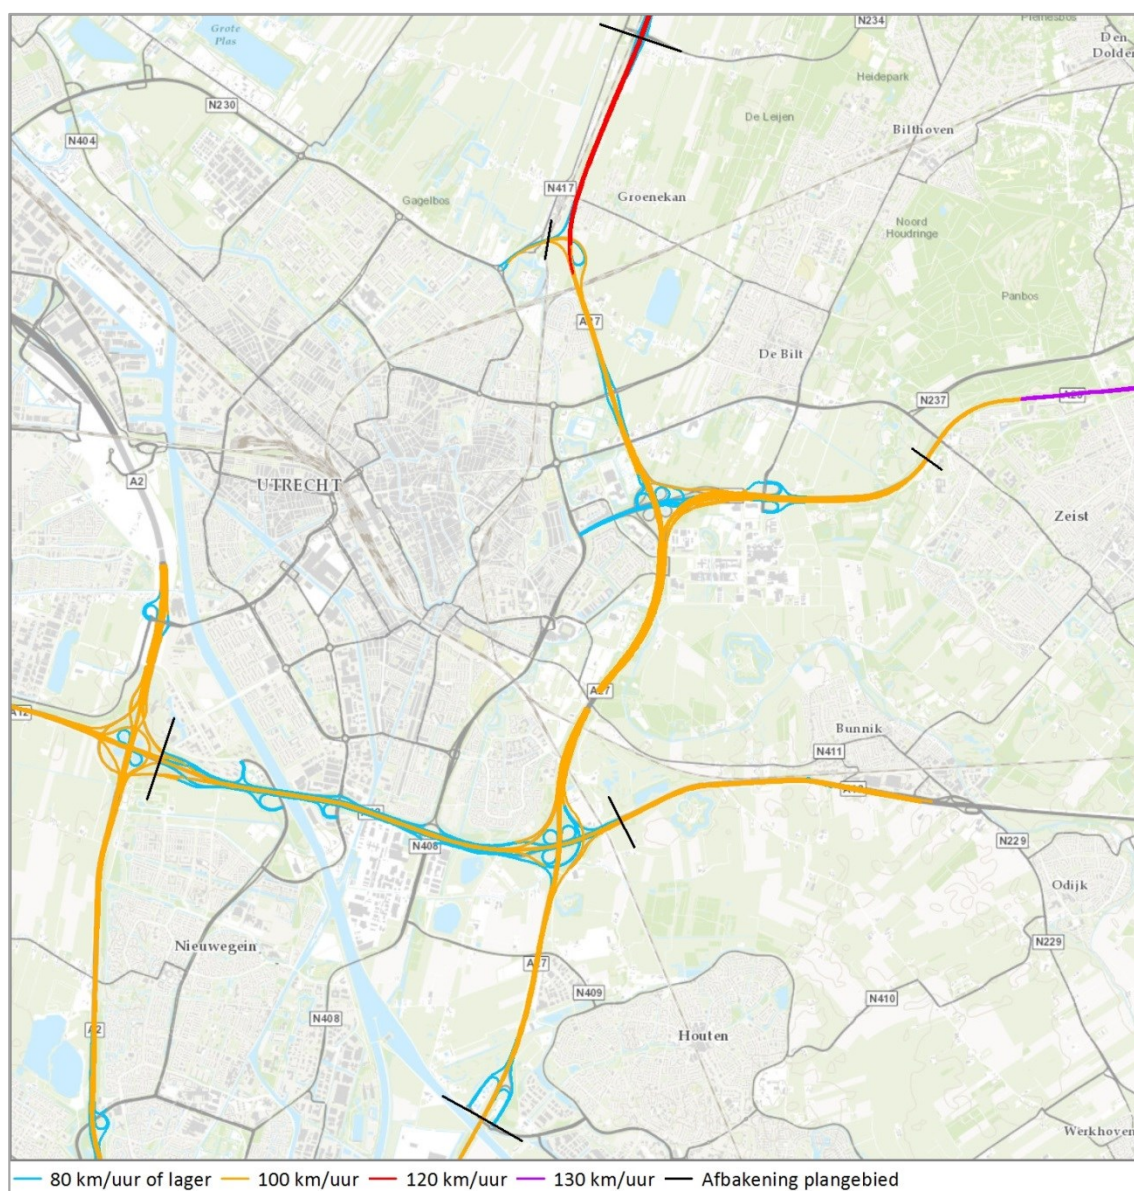 N234
Den
Dolder
Grote
Plas
Heidepark
N230
De Leijen
Bilthoven
N404
N417
Groenekan
Gagelbos
Noord
Houdringe
Panbos
De Bilt
N237
A2
UTRECHT
Zeist
A27
A12
Bunnik
N411
N408
N229
Odijk
Nieuwegein
N229
N409
N410
N408
A2
Houten
Werkhoven
80 km/uur of lager 100 km/uur 120 km/uur 130 km/uur Afbakening plangebied